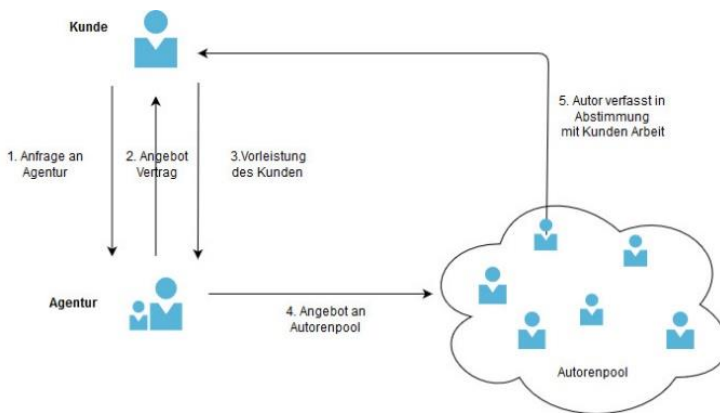 Kunde
1. Anfrage an
Agentur
2. Angebot
Vertrag
3.Vorleistung
des Kunden
5. Autor verfasst in
Abstimmung
mit Kunden Arbeit
Agentur
4. Angebot an
Autorenpool
Autorenpool